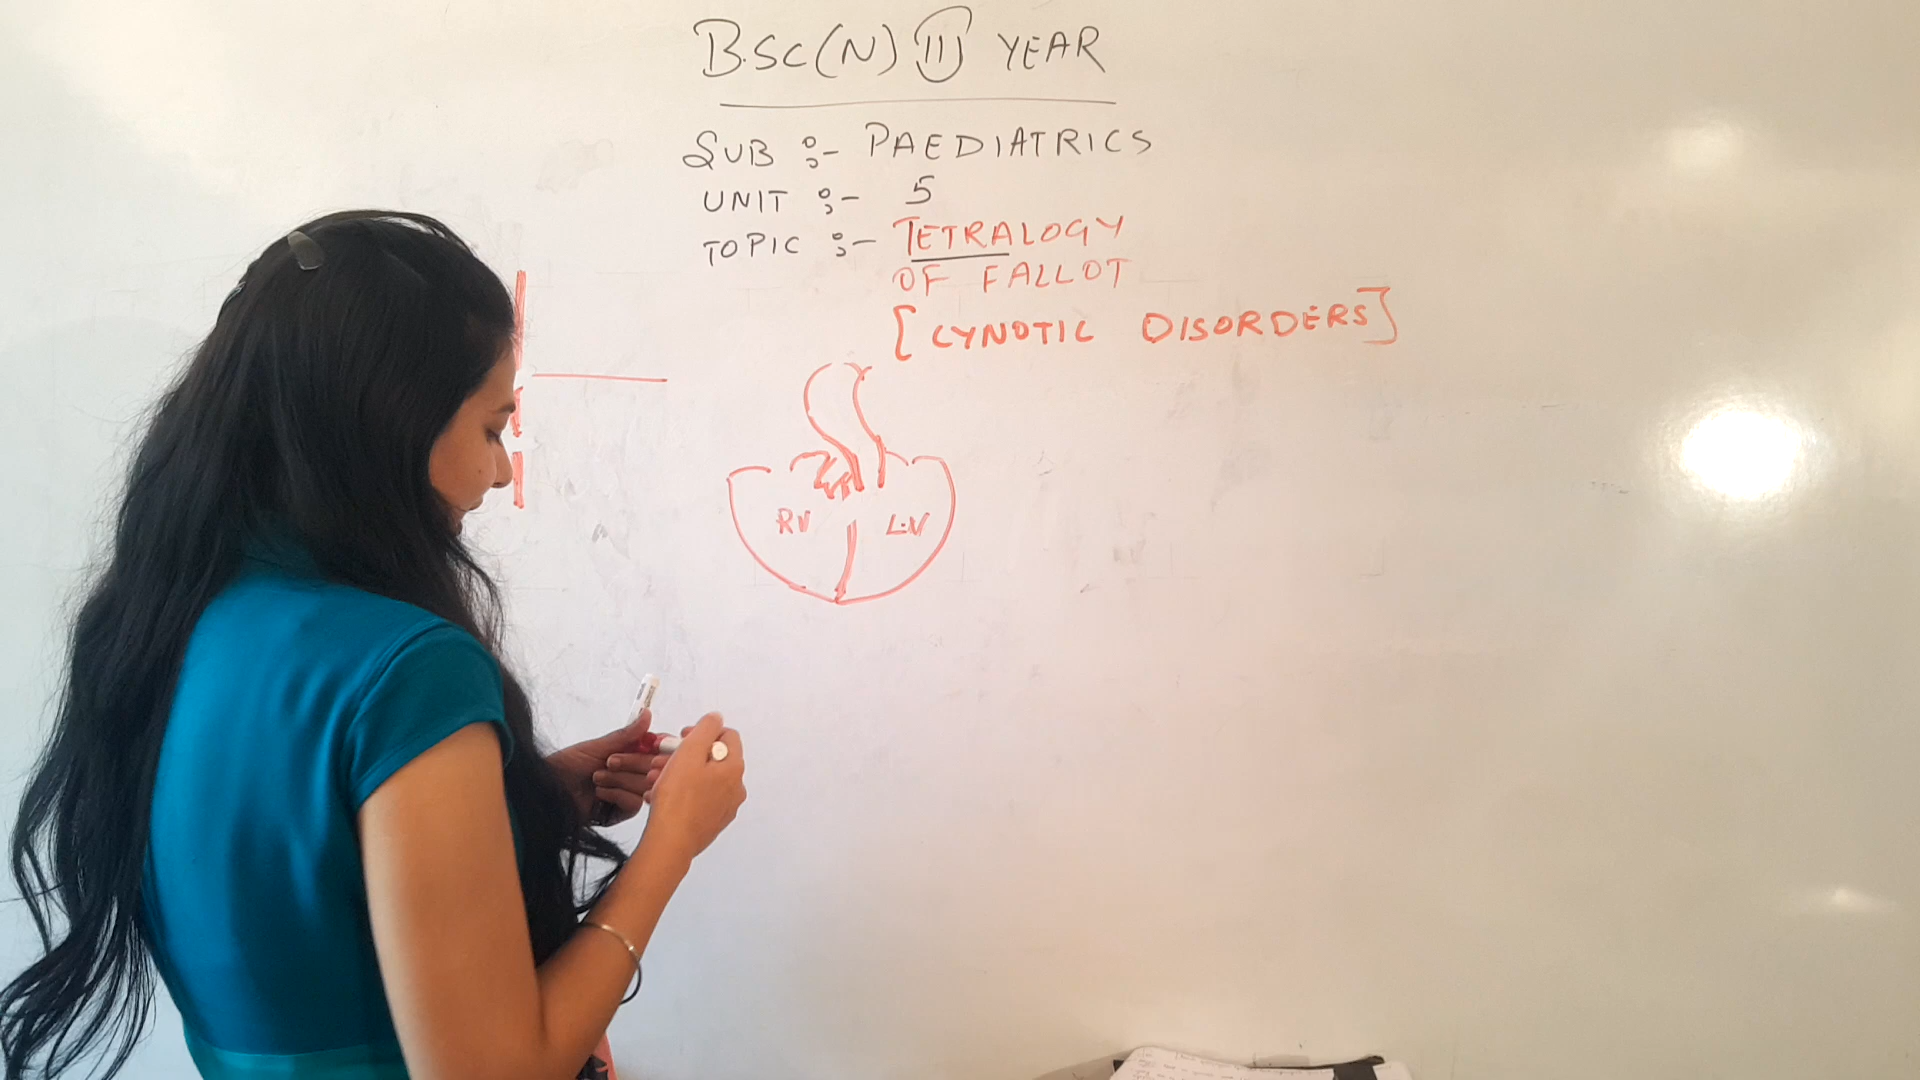 B.SC(N) III YEAR
SUB :- PAEDIATRICS
UNIT :- 5
TOPIC :- TETRALOGY
OF FALLOT
[CYNOTIC DISORDERS]
RV L.V